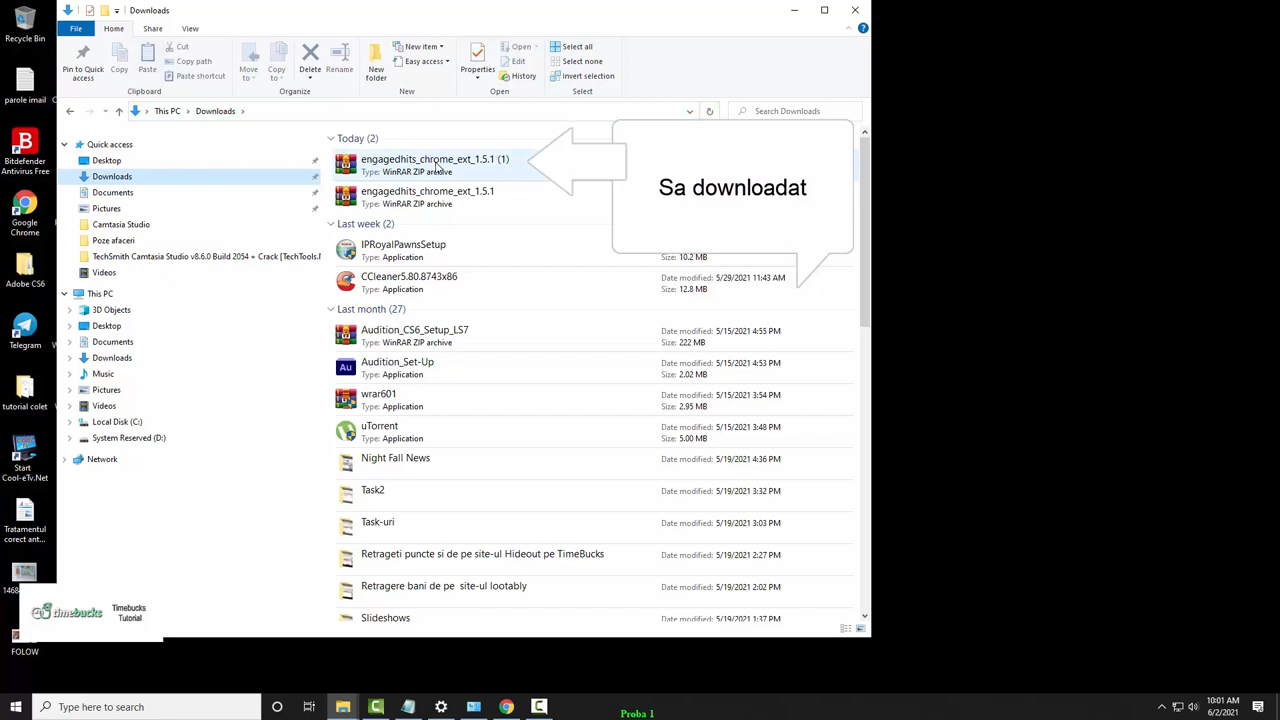 Downloads
File
Home
Share
View
Pin to Quick access
Copy
Paste
Cut
Copy path
Paste shortcut
Clipboard
Move to
Copy to
Delete
Rename
Organize
New folder
New item
Easy access
New
Properties
Open
Edit
History
Open
Select all
Select none
Invert selection
Select
This PC
Downloads
Search Downloads
Quick access
Desktop
Downloads
Documents
Pictures
Camtasia Studio
Poze afaceri
TechSmith Camtasia Studio v8.6.0 Build 2054 + Crack [TechTools.
Videos
This PC
3D Objects
Desktop
Documents
Downloads
Music
Pictures
Videos
Local Disk (C:)
System Reserved (D:)
Network
Today (2)
engagedhits_chrome_ext_1.5.1 (1)
Type: WinRAR ZIP archive
engagedhits_chrome_ext_1.5.1
Type: WinRAR ZIP archive
Last week (2)
IPRoyalPawnsSetup
Type: Application
Size: 10.2 MB
CCleaner5.80.8743x86
Date modified: 5/29/2021 11:43 AM
Type: Application
Size: 12.8 MB
Last month (27)
Audition_CS6_Setup_LS7
Date modified: 5/15/2021 4:55 PM
Type: WinRAR ZIP archive
Size: 222 MB
Audition_Set-Up
Date modified: 5/15/2021 4:53 PM
Type: Application
Size: 2.02 MB
wrar601
Date modified: 5/15/2021 3:54 PM
Type: Application
Size: 2.95 MB
uTorrent
Date modified: 5/15/2021 3:48 PM
Type: Application
Size: 5.00 MB
Night Fall News
Date modified: 5/19/2021 4:36 PM
Task2
Date modified: 5/19/2021 3:32 PM
Task-uri
Date modified: 5/19/2021 3:03 PM
Retrageti puncte si de pe site-ul Hideout pe TimeBucks
Date modified: 5/19/2021 2:27 PM
Retragere bani de pe site-ul lootably
Date modified: 5/19/2021 2:02 PM
Slideshows
Date modified: 5/19/2021 1:37 PM
Sa downloadat
Recycle Bin
parole imail
Bitdefender
Antivirus Free
Google
Chrome
Adobe CS6
Telegram
tutorial colet
Start
Cool-eTv.Net
Tratamentul
corect ant...
1468
FOLOW
timebucks
Timebucks
Tutorial
Type here to search
Proba 1
10:01 AM
6/2/2021